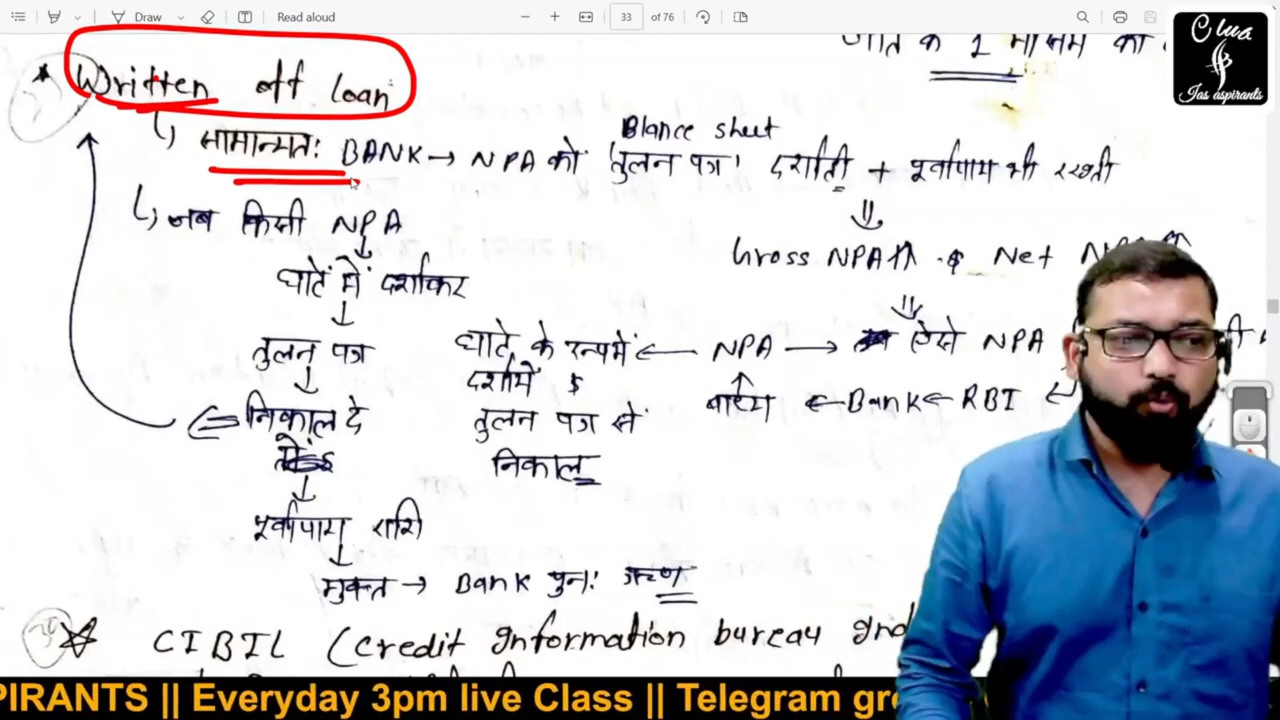 Draw
Read aloud
33 of 76
जाति के 1 का
Clua
Ias aspirants
Written off loan
सामान्यतः BANK → NPA को 'तुलन पत्र' दर्शाती + पूर्वापाय भी रखती
Blance sheet
जब किसी NPA
Gross NPA ↑↑ & Net
घाटे में दर्शाकर
तुलन पत्र
घाटे के रूपमें ← NPA → ऐसे NPA
दर्शामें $
निकाल दे
तुलन पत्र से
बाध्य ← Bank ← RBI ←
निकालू
पूर्वापाय राशि
मुक्त → Bank पुनः ऋण
CIBIL (Credit Information bureau
PIRANTS || Everyday 3pm live Class || Telegram gr